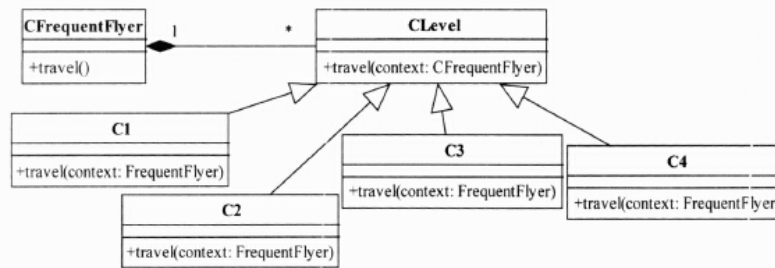 CFrequentFlyer
1
*
CLevel
+travel()
+travel(context: CFrequentFlyer)
C1
+travel(context: FrequentFlyer)
C2
+travel(context: FrequentFlyer)
C3
+travel(context: FrequentFlyer)
C4
+travel(context: FrequentFlyer